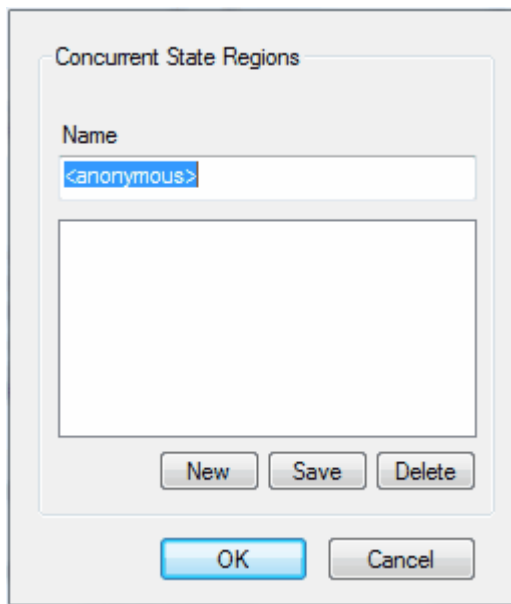 Concurrent State Regions
Name
<anonymous>
New Save Delete
OK Cancel